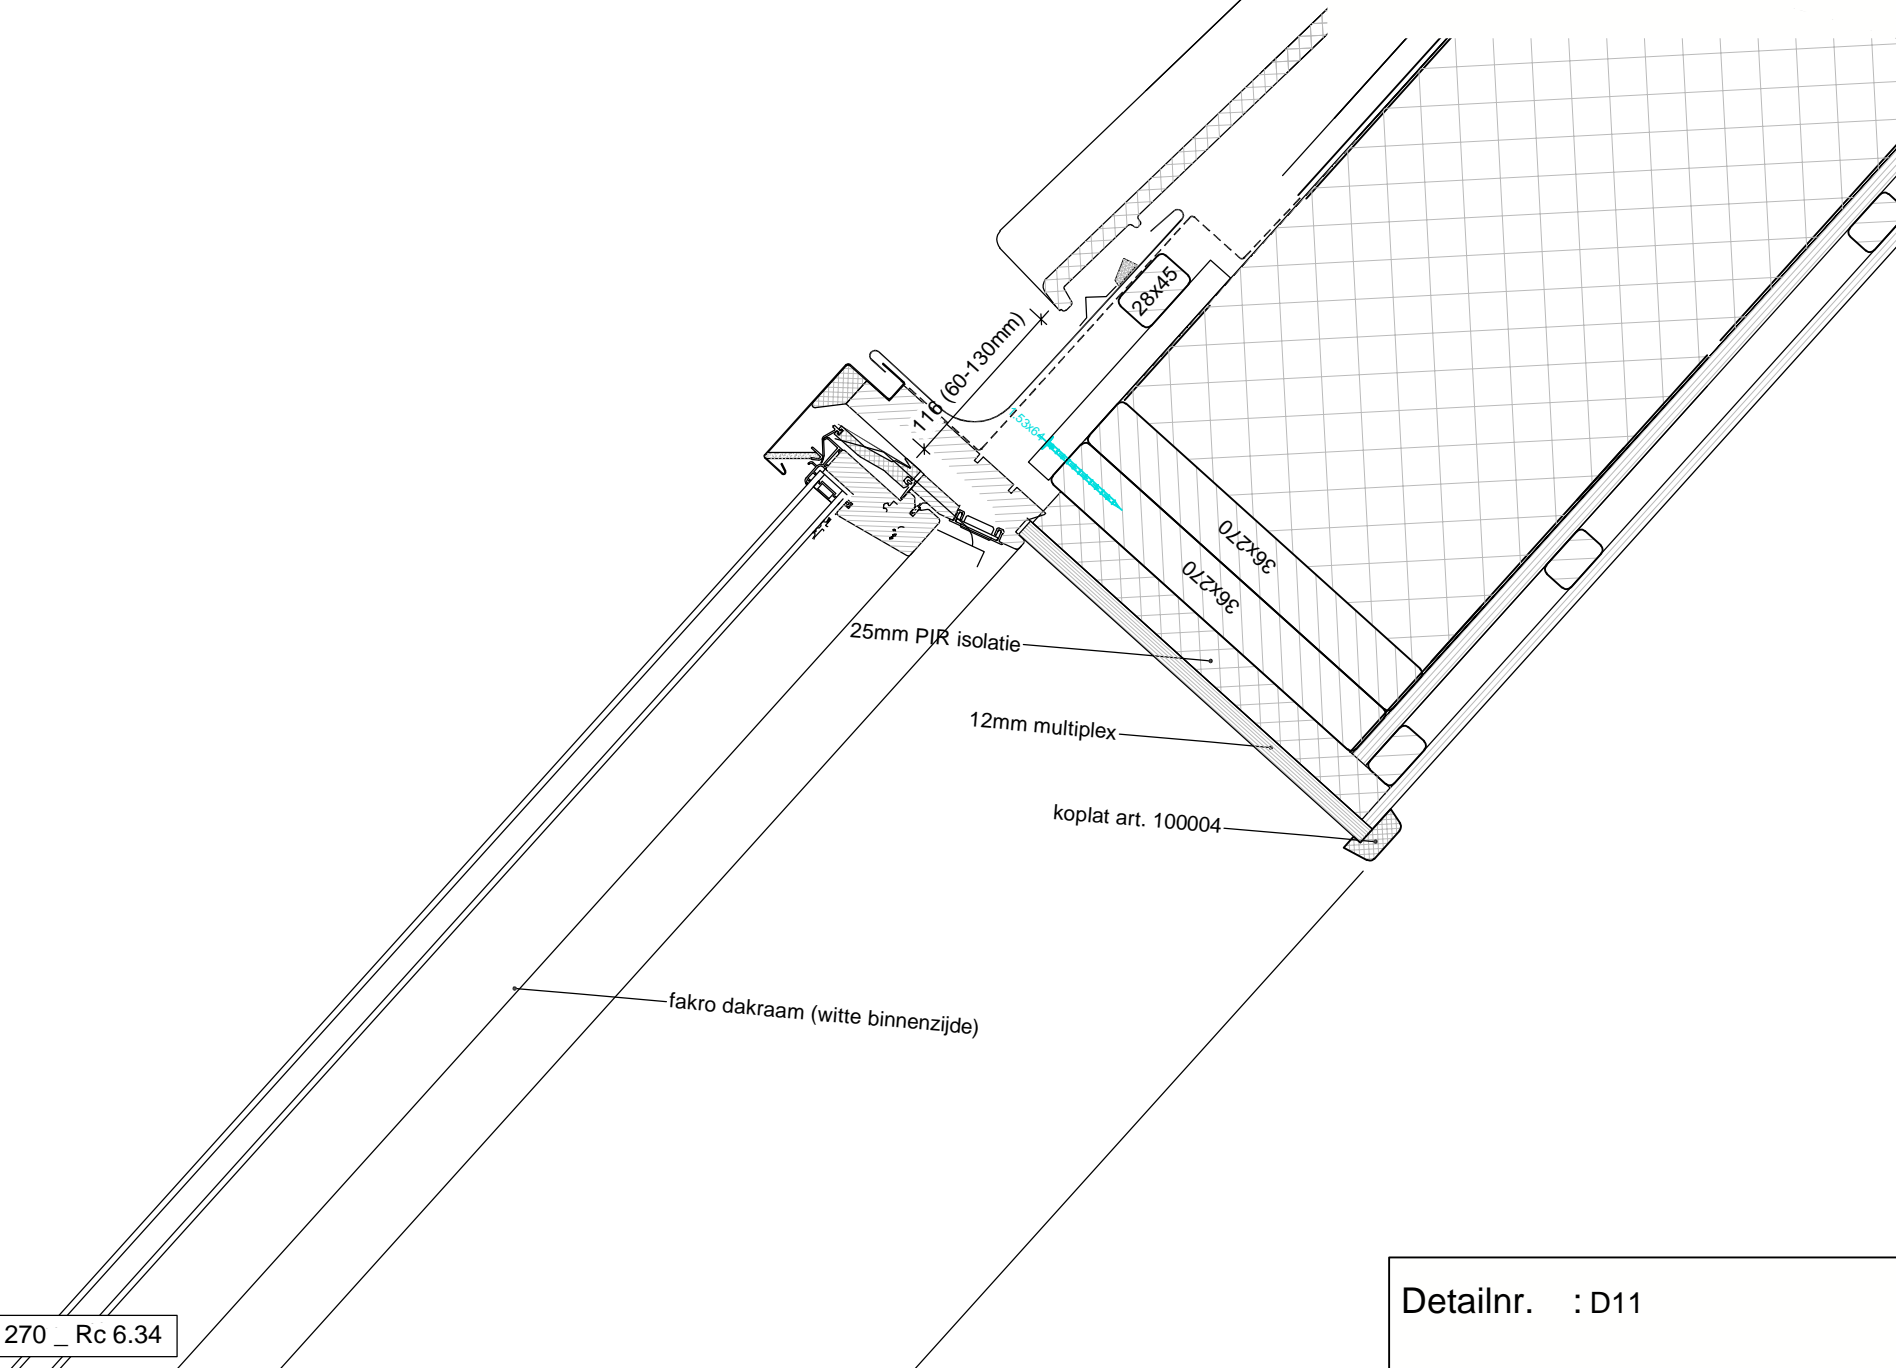 28x45
116 (60-130mm)
153x64
36x270
36x270
25mm PIR isolatie
12mm multiplex
koplat art. 100004
fakro dakraam (witte binnenzijde)
270 _ Rc 6.34
Detailnr. : D11